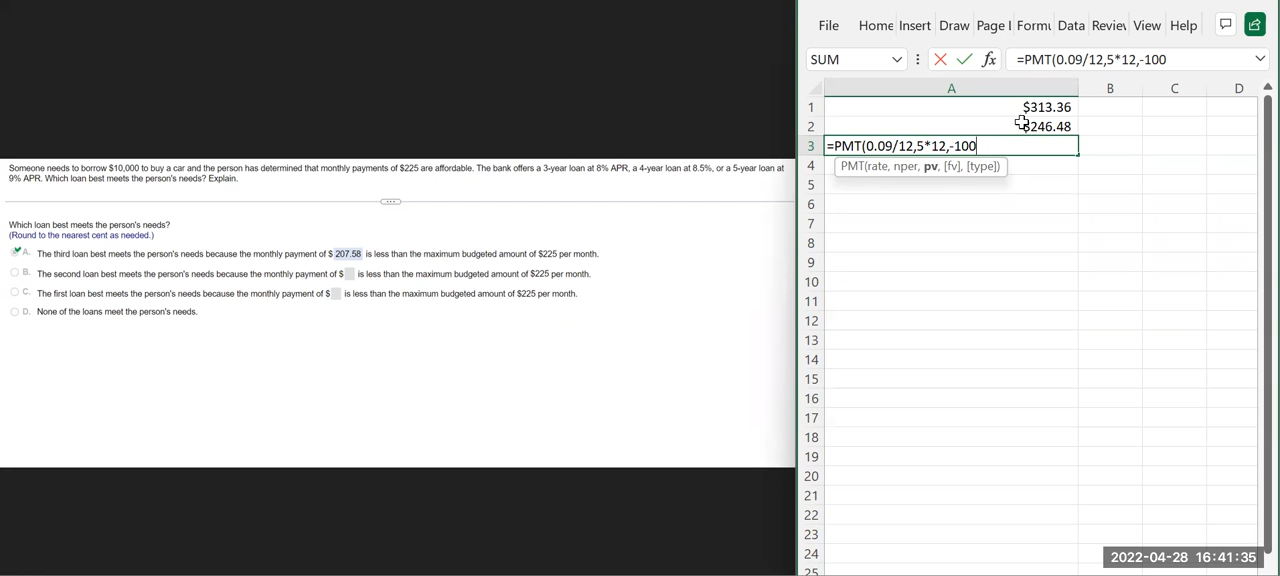 Someone needs to borrow $10,000 to buy a car and the person has determined that monthly payments of $225 are affordable. The bank offers a 3-year loan at 8% APR, a 4-year loan at 8.5%, or a 5-year loan at
9% APR. Which loan best meets the person's needs? Explain.
Which loan best meets the person's needs?
(Round to the nearest cent as needed.)
A. The third loan best meets the person's needs because the monthly payment of $ 207.58 is less than the maximum budgeted amount of $225 per month.
B. The second loan best meets the person's needs because the monthly payment of $ is less than the maximum budgeted amount of $225 per month.
C. The first loan best meets the person's needs because the monthly payment of $ is less than the maximum budgeted amount of $225 per month.
D. None of the loans meet the person's needs.
File Home Insert Draw Page l Formu Data Review View Help
SUM fx =PMT(0.09/12,5*12,-100
A B C D
1 $313.36
2 $246.48
3 =PMT(0.09/12,5*12,-100
4 PMT(rate, nper, pv, [fv], [type])
5
6
7
8
9
10
11
12
13
14
15
16
17
18
19
20
21
22
23
24
25
2022-04-28 16:41:35